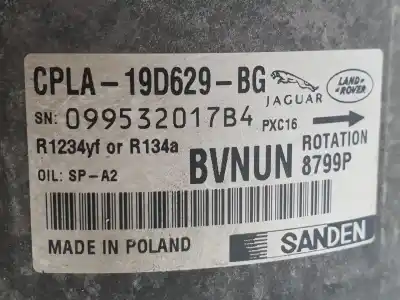 CPLA-19D629-BG
JAGUAR
LAND ROVER
SN: 099532017B4
PXC16
R1234yf or R134a
ROTATION
OIL: SP-A2
BVNUN
8799P
MADE IN POLAND
SANDEN